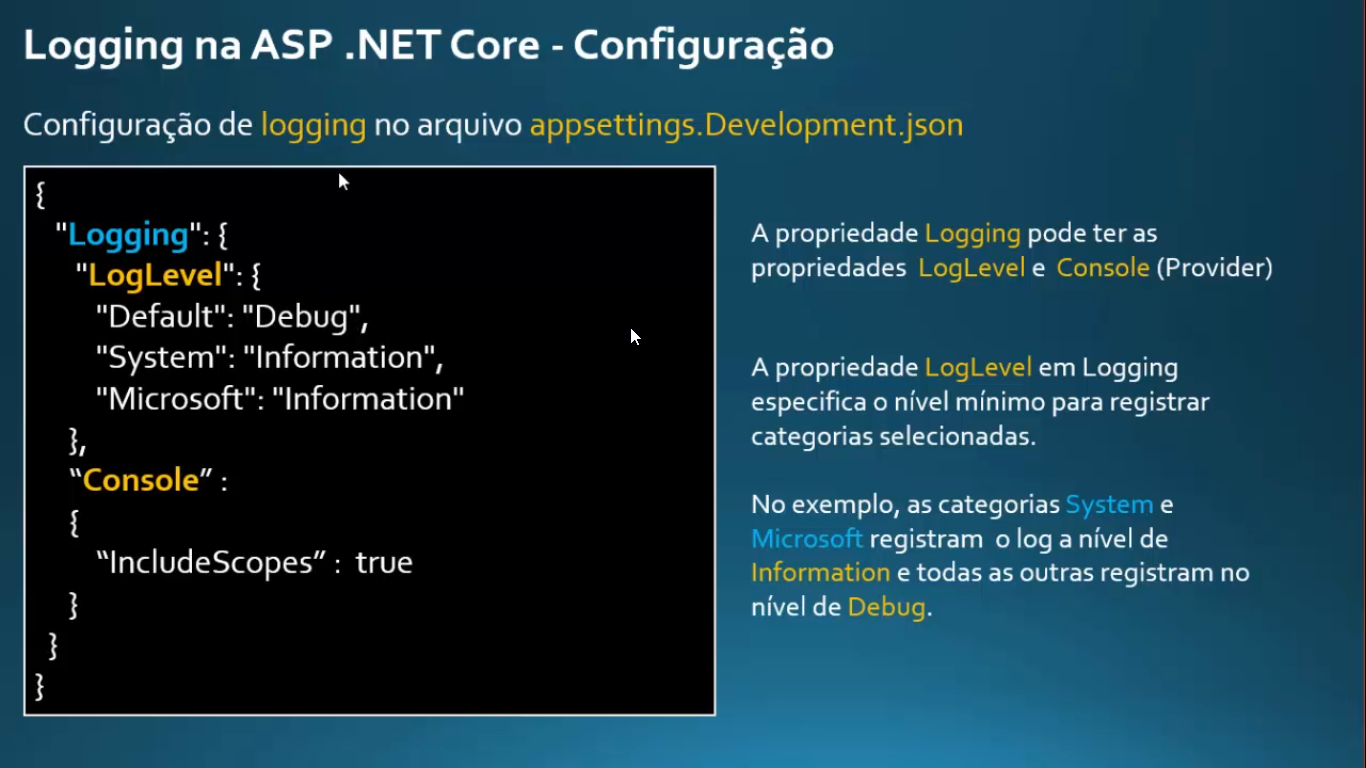 Logging na ASP .NET Core - Configuração
Configuração de logging no arquivo appsettings.Development.json
{
"Logging": {
"LogLevel": {
"Default": "Debug",
"System": "Information",
"Microsoft": "Information"
},
“Console” :
{
“IncludeScopes” : true
}
}
}
A propriedade Logging pode ter as
propriedades LogLevel e Console (Provider)
A propriedade LogLevel em Logging
especifica o nível mínimo para registrar
categorias selecionadas.
No exemplo, as categorias System e
Microsoft registram o log a nível de
Information e todas as outras registram no
nível de Debug.